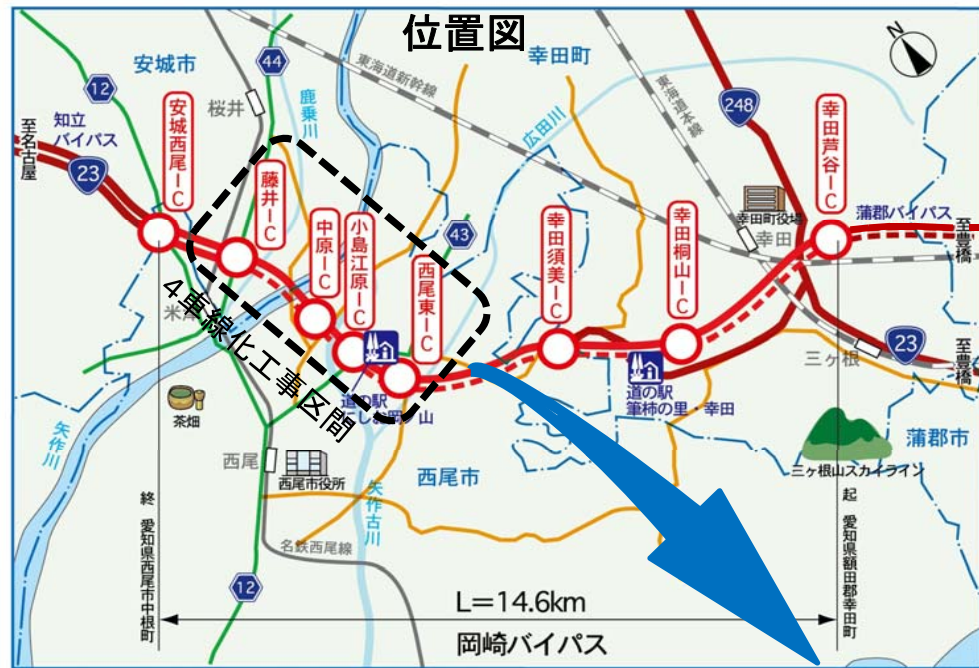 位置図
安城市
幸田町
44
12
桜井
鹿乗川
東海道新幹線
広田川
東海道本線
248
N
知立
バイパス
至名古屋
23
安城西尾IC
藤井IC
中原IC
小島江原IC
西尾東IC
43
幸田須美IC
幸田桐山IC
幸田芦谷IC
幸田町役場
幸田
蒲郡バイパス
至豊橋
4車線化工事区間
道の駅
道の駅
筆柿の里・幸田
三ヶ根
23
至豊橋
茶畑
矢作川
西尾
西尾市役所
西尾市
矢作古川
蒲郡市
三ヶ根山スカイライン
名鉄西尾線
12
終 愛知県西尾市中根町
起 愛知県額田郡幸田町
L=14.6km
岡崎バイパス